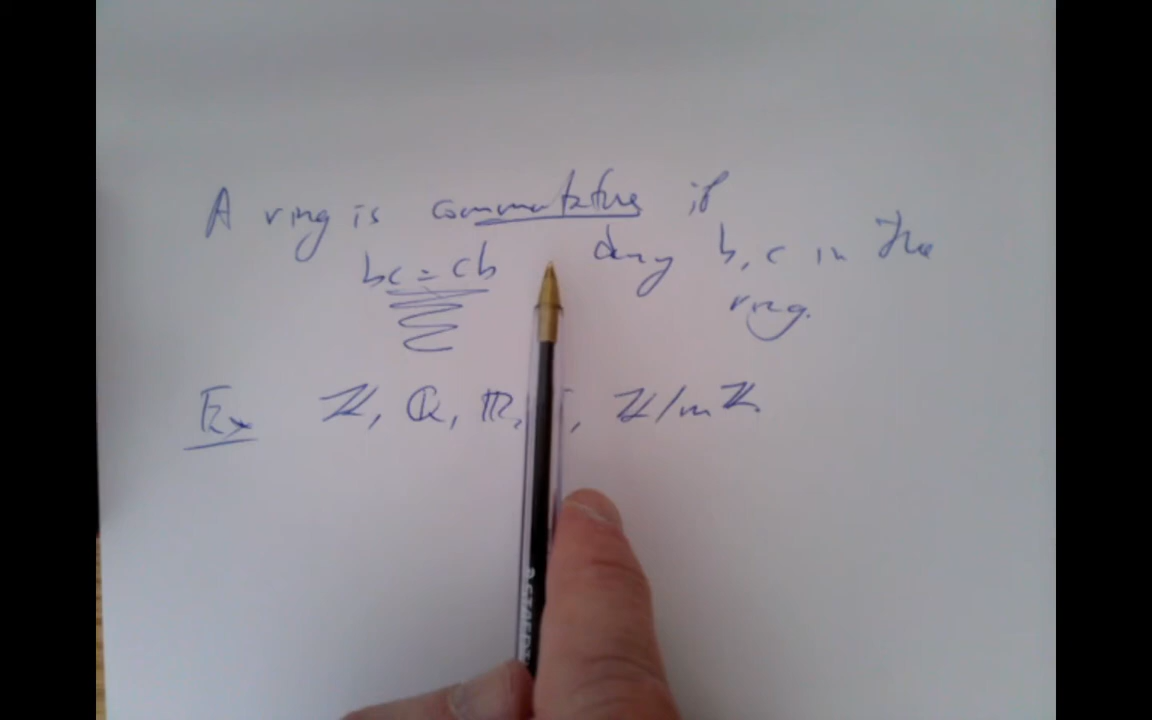 A ring is commutative if
bc = cb any b, c in the
ring.
Ex ℤ, ℚ, ℝ, , ℤ/mℤ